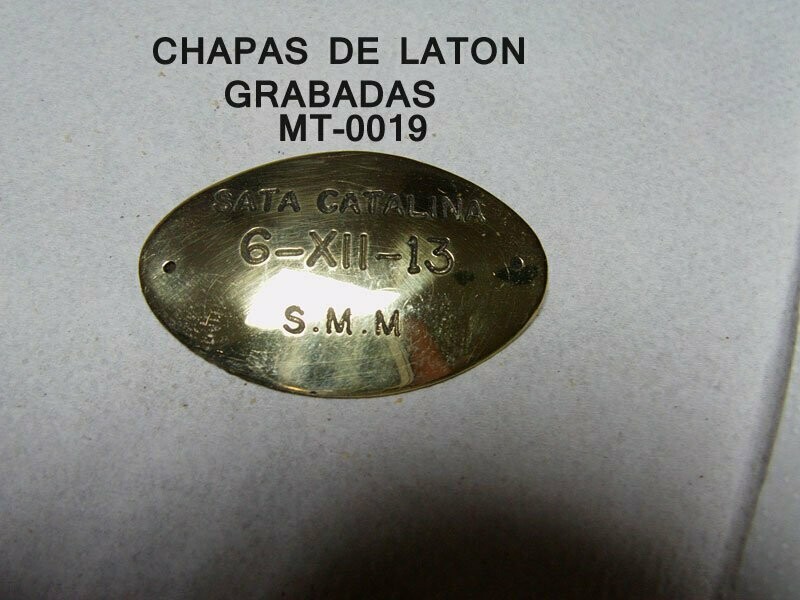 CHAPAS DE LATON
GRABADAS
MT-0019
SATA CATALINA
6-XII-13
S.M.M